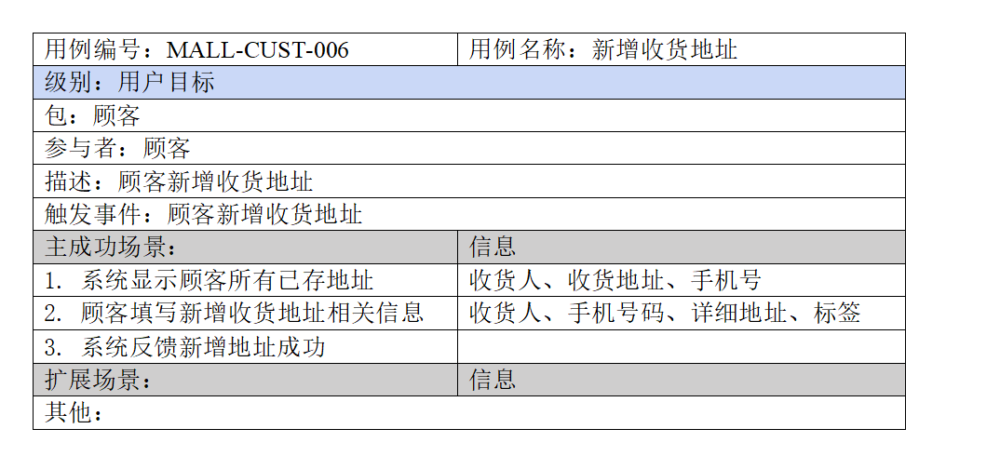 用例编号：MALL-CUST-006 用例名称：新增收货地址
级别：用户目标
包：顾客
参与者：顾客
描述：顾客新增收货地址
触发事件：顾客新增收货地址
主成功场景： 信息
1. 系统显示顾客所有已存地址 收货人、收货地址、手机号
2. 顾客填写新增收货地址相关信息 收货人、手机号码、详细地址、标签
3. 系统反馈新增地址成功
扩展场景： 信息
其他：